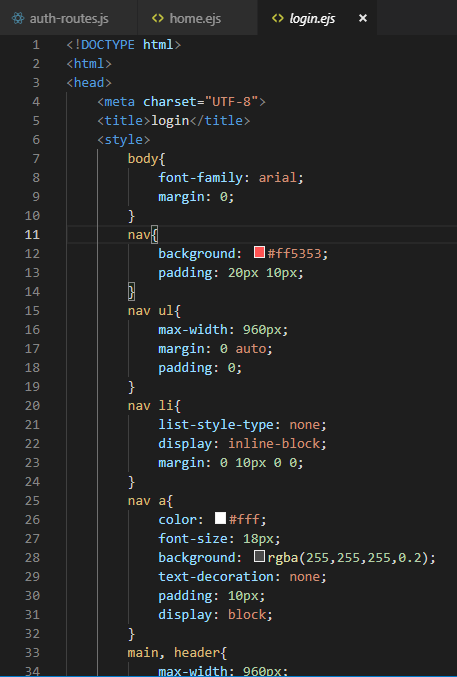 auth-routes.js home.ejs login.ejs ×
1 <!DOCTYPE html>
2 <html>
3 <head>
4 <meta charset="UTF-8">
5 <title>login</title>
6 <style>
7 body{
8 font-family: arial;
9 margin: 0;
10 }
11 nav{
12 background: #ff5353;
13 padding: 20px 10px;
14 }
15 nav ul{
16 max-width: 960px;
17 margin: 0 auto;
18 padding: 0;
19 }
20 nav li{
21 list-style-type: none;
22 display: inline-block;
23 margin: 0 10px 0 0;
24 }
25 nav a{
26 color: #fff;
27 font-size: 18px;
28 background: rgba(255,255,255,0.2);
29 text-decoration: none;
30 padding: 10px;
31 display: block;
32 }
33 main, header{
34 max-width: 960px;